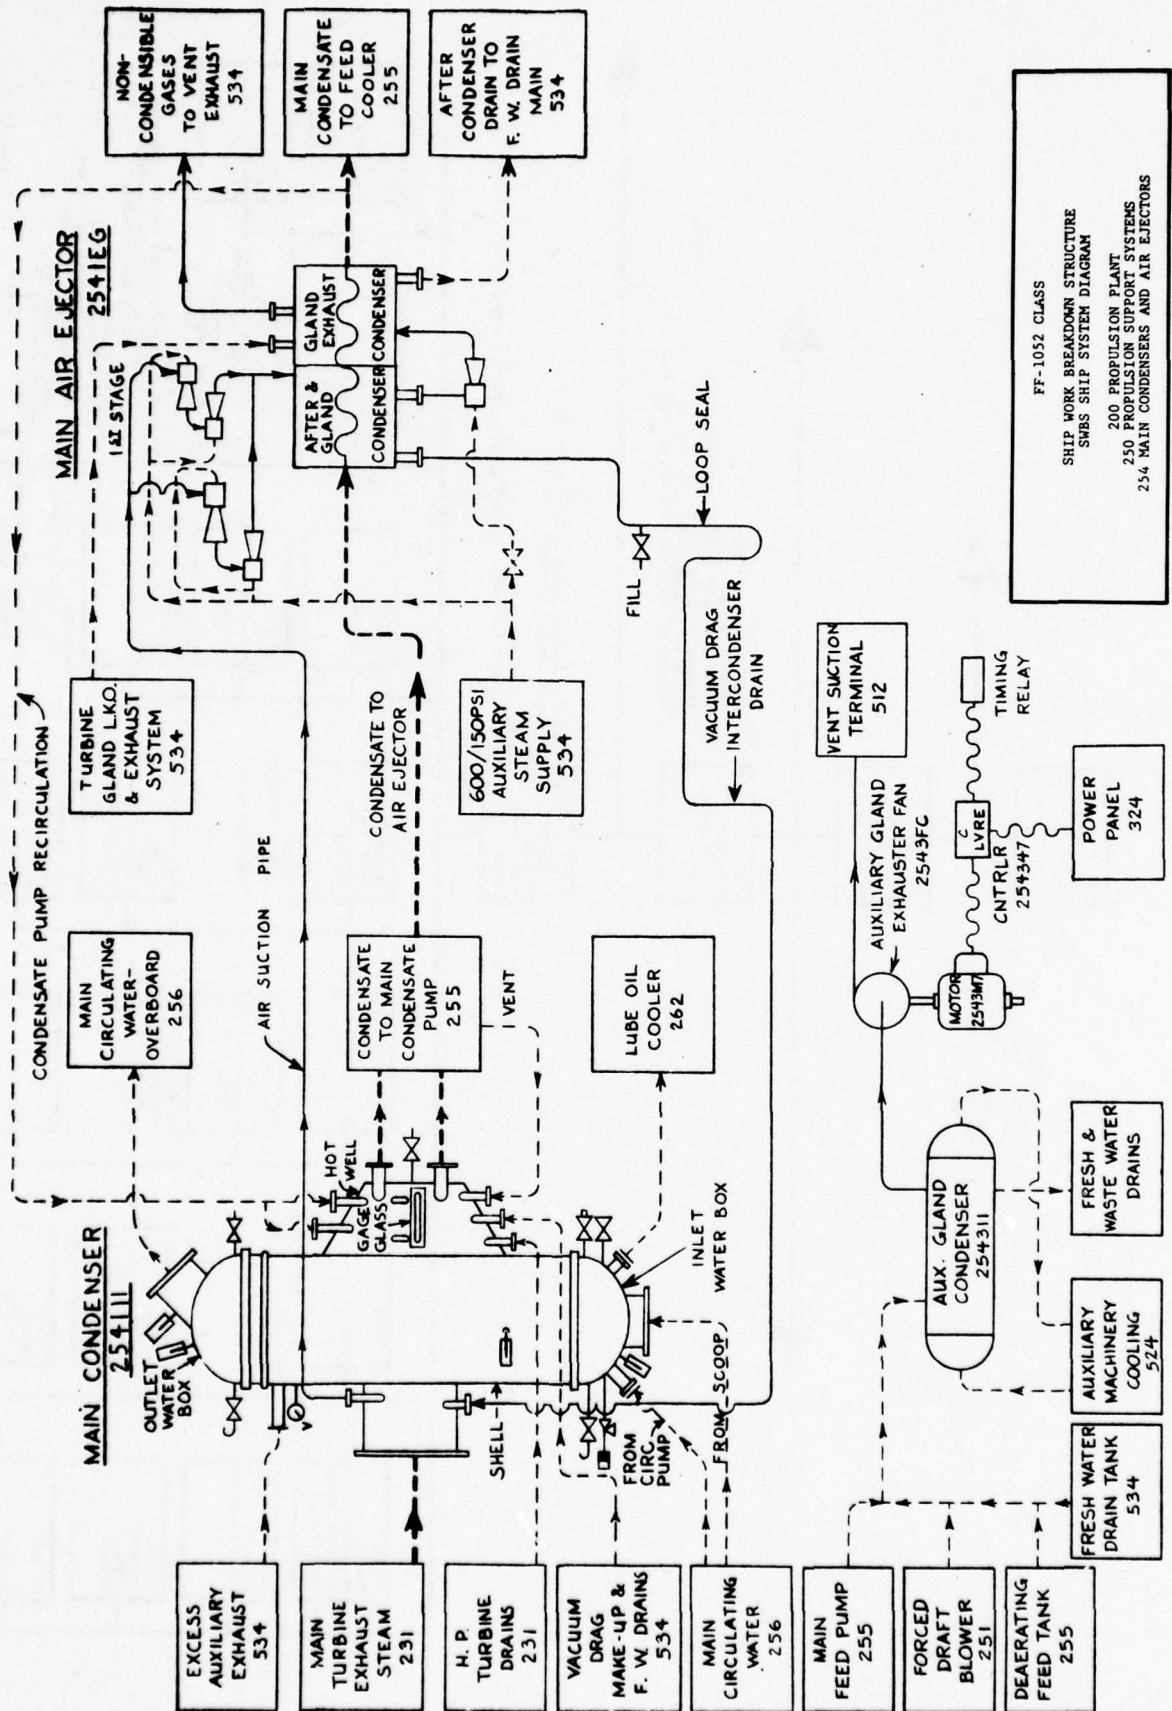 MAIN CONDENSER
254111
MAIN AIR EJECTOR
2541EG
CONDENSATE PUMP RECIRCULATION
EXCESS
AUXILIARY
EXHAUST
534
MAIN
TURBINE
EXHAUST
STEAM
231
H.P.
TURBINE
DRAINS
231
VACUUM
DRAG
MAKE-UP &
F. W. DRAINS
534
MAIN
CIRCULATING
WATER
256
MAIN
FEED PUMP
255
FORCED
DRAFT
BLOWER
251
DEAERATING
FEED TANK
255
FRESH WATER
DRAIN TANK
534
AUXILIARY
MACHINERY
COOLING
524
FRESH &
WASTE WATER
DRAINS
OUTLET
WATER
BOX
V
SHELL
FROM
CIRC.
PUMP
FROM SCOOP
INLET
WATER BOX
HOT
WELL
GAGE
GLASS
MAIN
CIRCULATING
WATER-
OVERBOARD
256
AIR SUCTION PIPE
CONDENSATE
TO MAIN
CONDENSATE
PUMP
255
VENT
LUBE OIL
COOLER
262
TURBINE
GLAND L.K.O.
& EXHAUST
SYSTEM
534
CONDENSATE TO
AIR EJECTOR
600/150PSI
AUXILIARY
STEAM
SUPPLY
534
VACUUM DRAG
INTERCONDENSER
DRAIN
FILL
LOOP SEAL
1ST STAGE
AFTER &
GLAND
CONDENSER
GLAND
EXHAUST
CONDENSER
NON-
CONDENSIBLE
GASES
TO VENT
EXHAUST
534
MAIN
CONDENSATE
TO FEED
COOLER
255
AFTER
CONDENSER
DRAIN TO
F. W. DRAIN
MAIN
534
AUX. GLAND
CONDENSER
254311
AUXILIARY GLAND
EXHAUSTER FAN
2543FC
VENT SUCTION
TERMINAL
512
MOTOR
2543M7
C
LVRE
CNTRLR
254347
TIMING
RELAY
POWER
PANEL
324
FF-1052 CLASS
SHIP WORK BREAKDOWN STRUCTURE
SWBS SHIP SYSTEM DIAGRAM
200 PROPULSION PLANT
250 PROPULSION SUPPORT SYSTEMS
254 MAIN CONDENSERS AND AIR EJECTORS